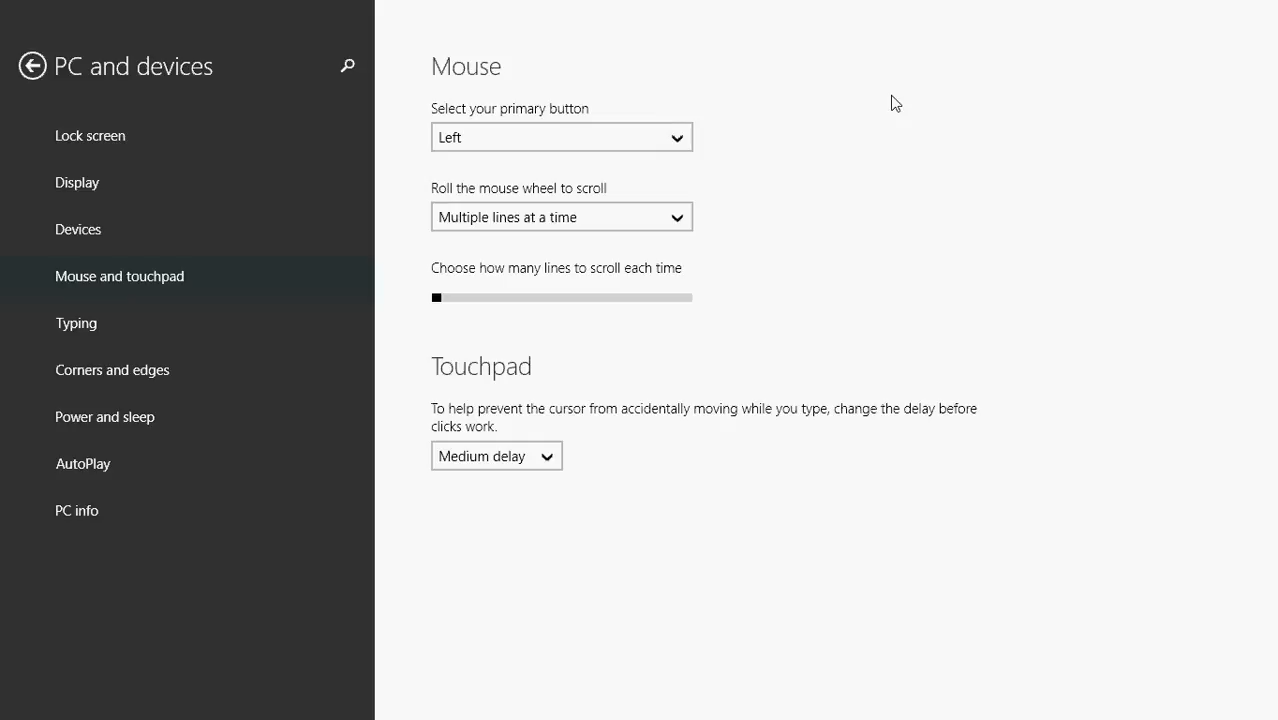 PC and devices
Lock screen
Display
Devices
Mouse and touchpad
Typing
Corners and edges
Power and sleep
AutoPlay
PC info
Mouse
Select your primary button
Left
Roll the mouse wheel to scroll
Multiple lines at a time
Choose how many lines to scroll each time
Touchpad
To help prevent the cursor from accidentally moving while you type, change the delay before
clicks work.
Medium delay